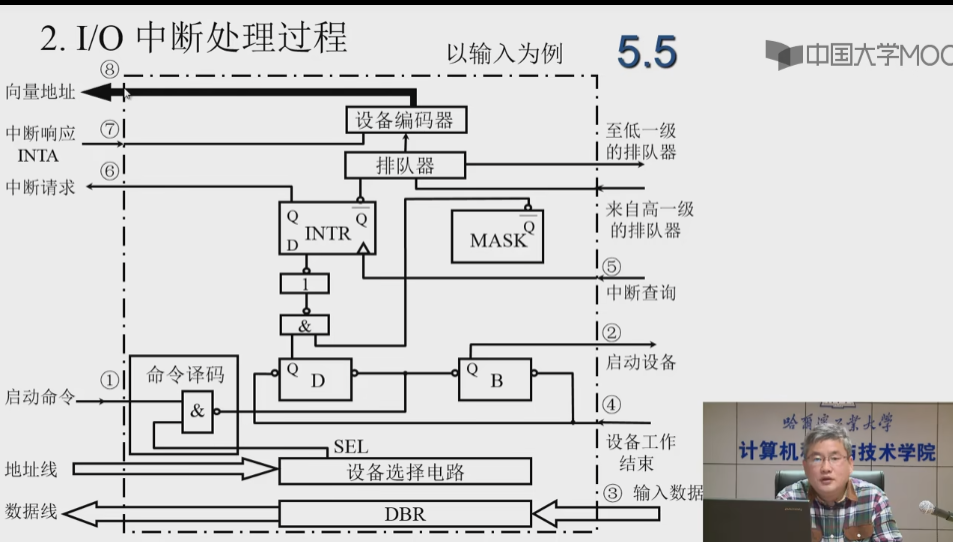 2. I/O 中断处理过程
以输入为例
5.5
中国大学MOO
⑧
向量地址
设备编码器
中断响应
INTA
⑦
至低一级
的排队器
排队器
⑥
中断请求
来自高一级
的排队器
Q
Q
D
INTR
Q
MASK
⑤
中断查询
1
&
②
启动设备
Q
D
Q
B
命令译码
①
启动命令
&
④
设备工作
结束
SEL
地址线
设备选择电路
③ 输入数据
数据线
DBR
哈尔滨工业大学
计算机
技术学院